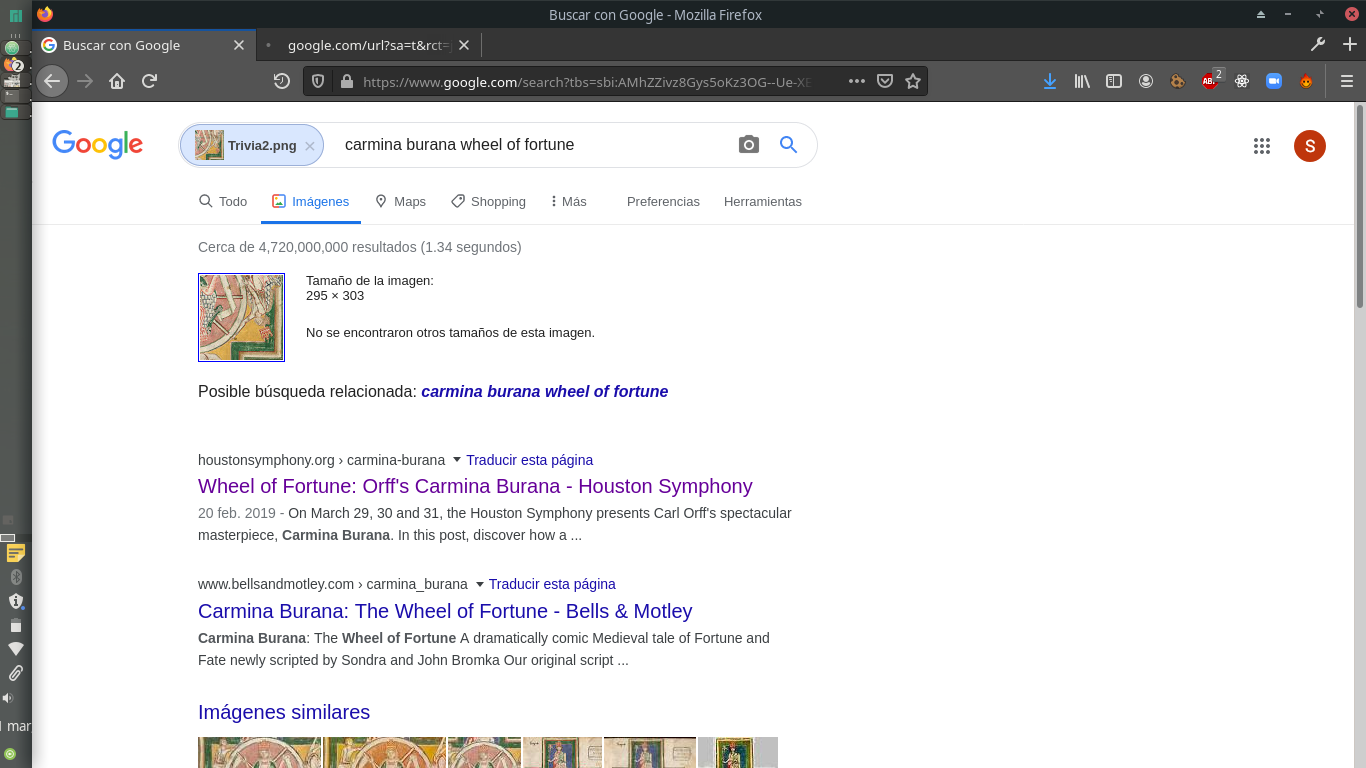 Buscar con Google - Mozilla Firefox
Buscar con Google
google.com/url?sa=t&rct=
https://www.google.com/search?tbs=sbi:AMhZZivz8Gys5oKz3OG--Ue-XE
2
ABP
2
Google
Trivia2.png
carmina burana wheel of fortune
S
Todo
Imágenes
Maps
Shopping
Más
Preferencias
Herramientas
Cerca de 4,720,000,000 resultados (1.34 segundos)
Tamaño de la imagen:
295 × 303
No se encontraron otros tamaños de esta imagen.
Posible búsqueda relacionada: carmina burana wheel of fortune
houstonsymphony.org › carmina-burana Traducir esta página
Wheel of Fortune: Orff's Carmina Burana - Houston Symphony
20 feb. 2019 - On March 29, 30 and 31, the Houston Symphony presents Carl Orff's spectacular
masterpiece, Carmina Burana. In this post, discover how a ...
www.bellsandmotley.com › carmina_burana Traducir esta página
Carmina Burana: The Wheel of Fortune - Bells & Motley
Carmina Burana: The Wheel of Fortune A dramatically comic Medieval tale of Fortune and
Fate newly scripted by Sondra and John Bromka Our original script ...
Imágenes similares
mar